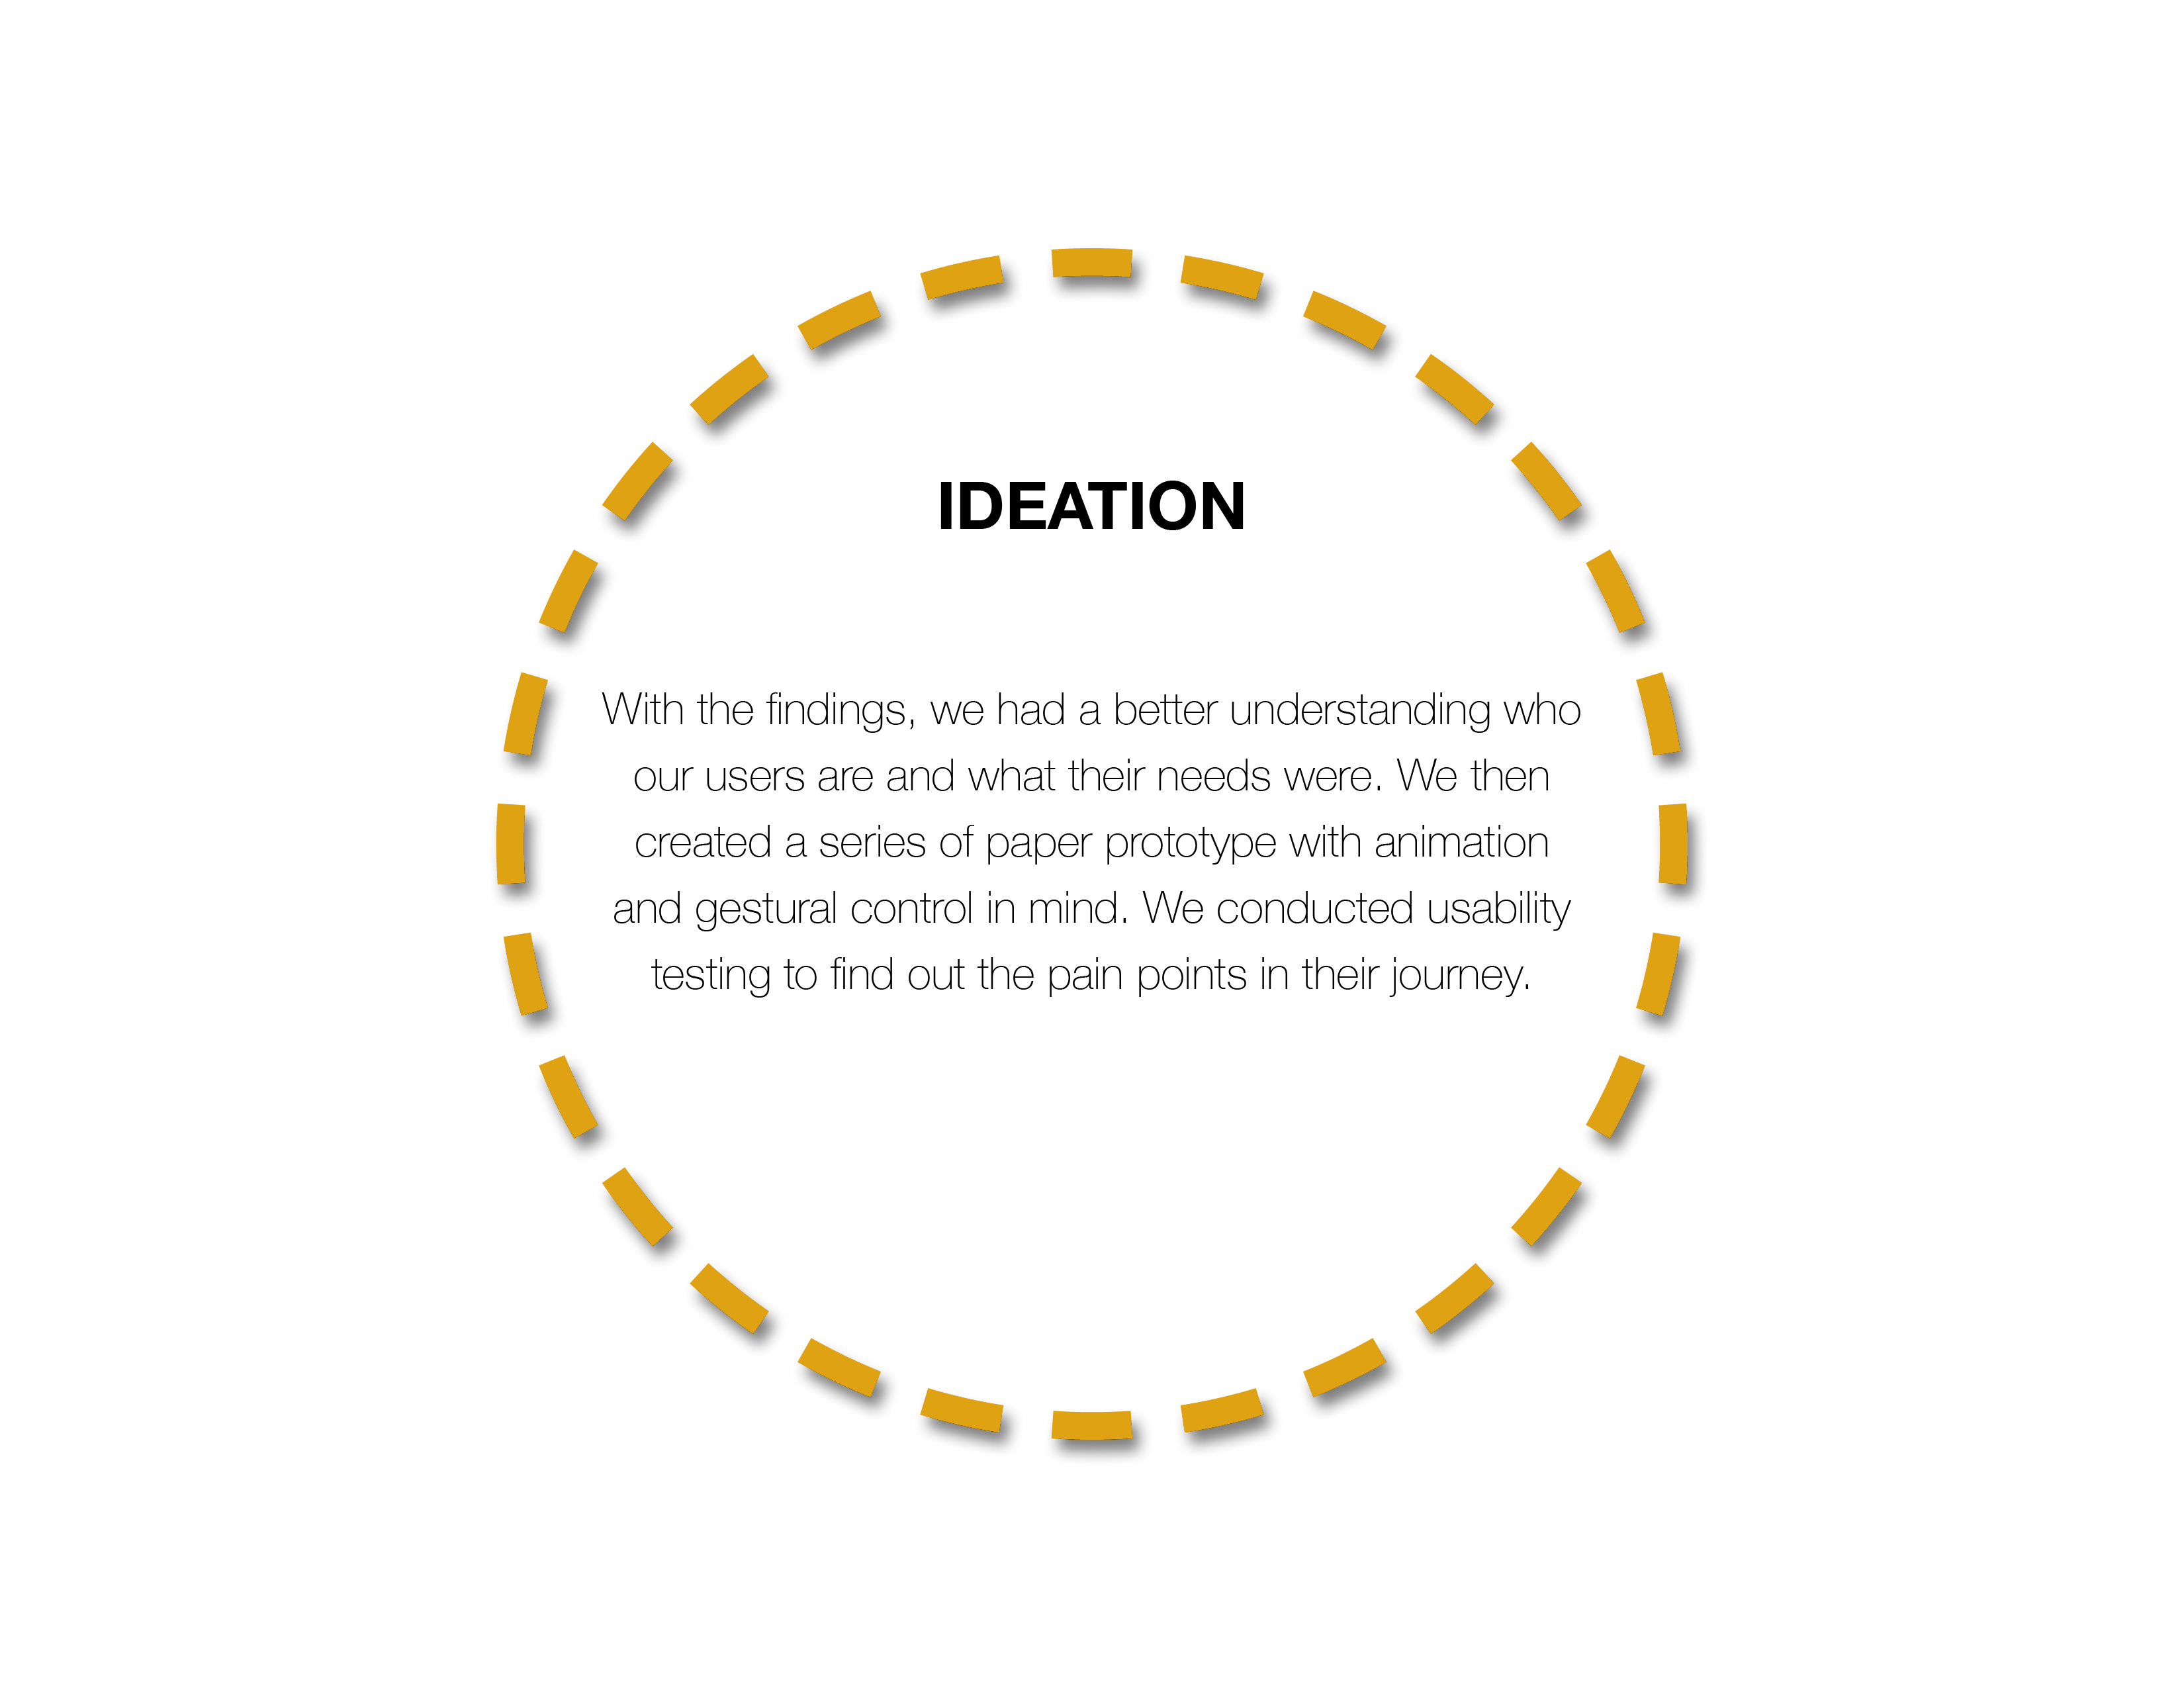 IDEATION
With the findings, we had a better understanding who
our users are and what their needs were. We then
created a series of paper prototype with animation
and gestural control in mind. We conducted usability
testing to find out the pain points in their journey.